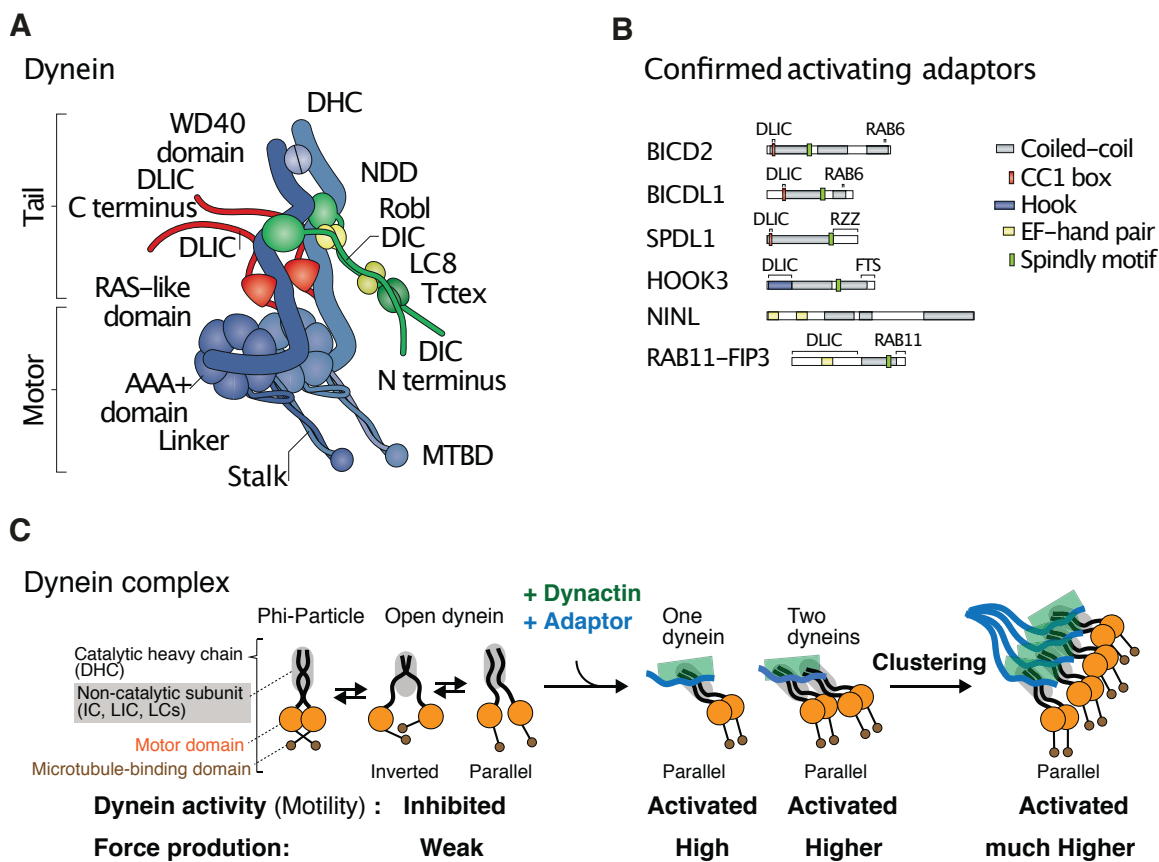 A
Dynein
DHC
WD40
domain
DLIC
C terminus
NDD
Robl
DIC
DLIC
LC8
Tctex
RAS–like
domain
DIC
N terminus
AAA+
domain
Linker
Stalk
MTBD
Tail
Motor
B
Confirmed activating adaptors
BICD2
DLIC
RAB6
BICDL1
DLIC
RAB6
SPDL1
DLIC
RZZ
HOOK3
DLIC
FTS
NINL
RAB11–FIP3
DLIC
RAB11
Coiled–coil
CC1 box
Hook
EF–hand pair
Spindly motif
C
Dynein complex
Phi-Particle
Open dynein
+ Dynactin
+ Adaptor
One
dynein
Two
dyneins
Clustering
Catalytic heavy chain
(DHC)
Non-catalytic subunit
(IC, LIC, LCs)
Motor domain
Microtubule-binding domain
Inverted
Parallel
Parallel
Parallel
Parallel
Dynein activity (Motility) : Inhibited Activated Activated Activated
Force prodution: Weak High Higher much Higher